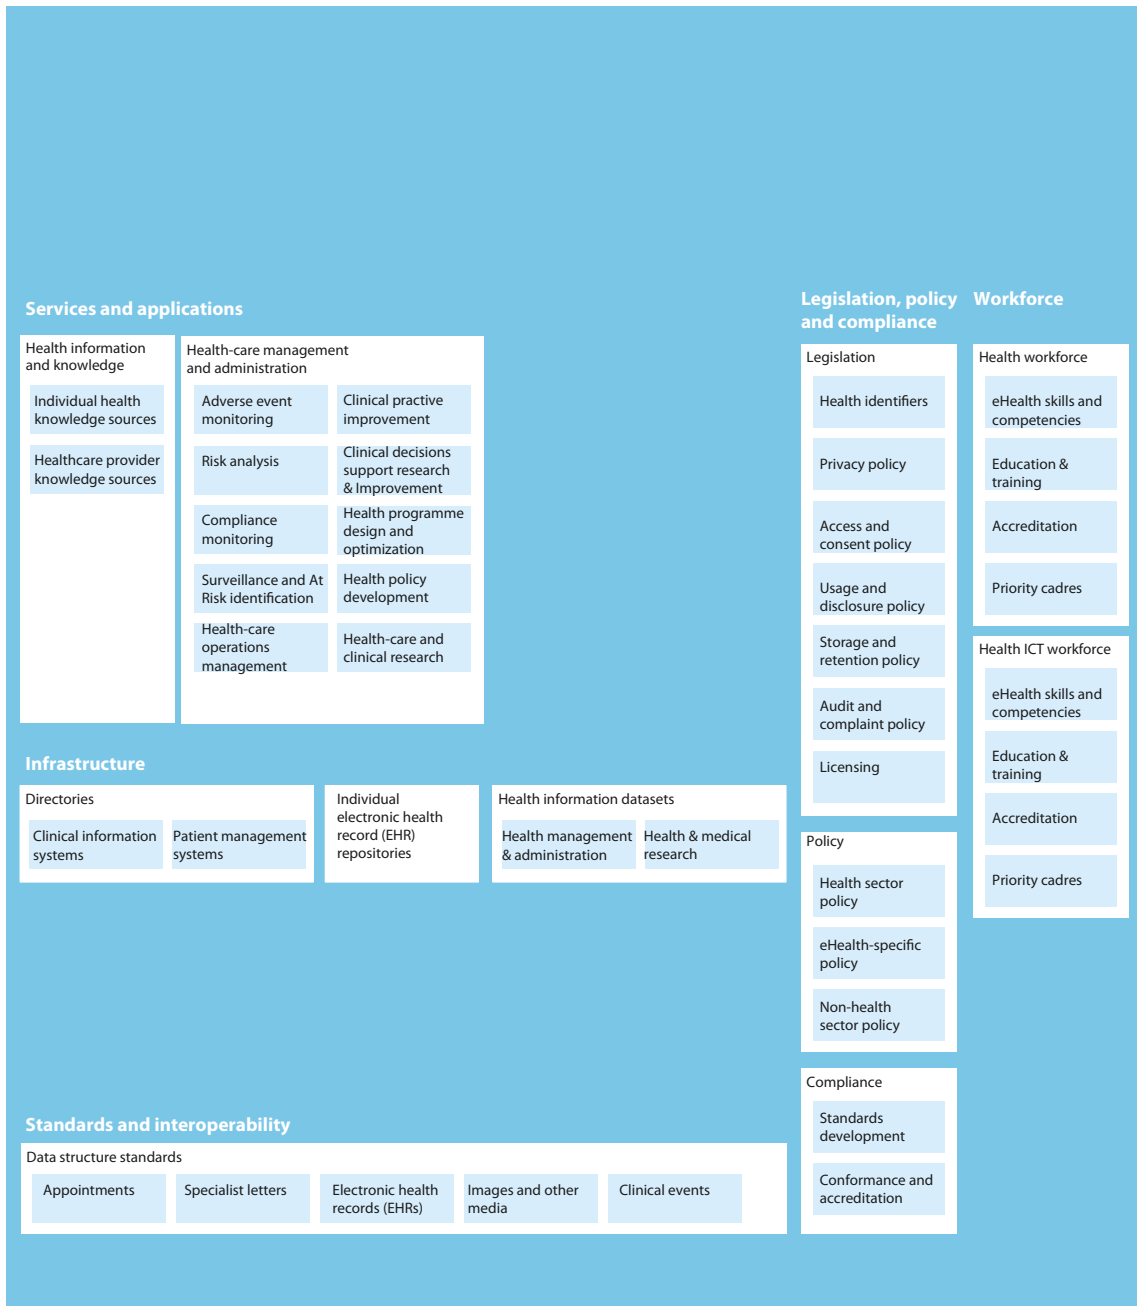 Services and applications
Health information
and knowledge
Individual health
knowledge sources
Healthcare provider
knowledge sources
Health-care management
and administration
Adverse event
monitoring
Clinical practive
improvement
Risk analysis
Clinical decisions
support research
& Improvement
Compliance
monitoring
Health programme
design and
optimization
Surveillance and At
Risk identification
Health policy
development
Health-care
operations
management
Health-care and
clinical research
Infrastructure
Directories
Clinical information
systems
Patient management
systems
Individual
electronic health
record (EHR)
repositories
Health information datasets
Health management
& administration
Health & medical
research
Standards and interoperability
Data structure standards
Appointments
Specialist letters
Electronic health
records (EHRs)
Images and other
media
Clinical events
Legislation, policy
and compliance
Legislation
Health identifiers
Privacy policy
Access and
consent policy
Usage and
disclosure policy
Storage and
retention policy
Audit and
complaint policy
Licensing
Policy
Health sector
policy
eHealth-specific
policy
Non-health
sector policy
Compliance
Standards
development
Conformance and
accreditation
Workforce
Health workforce
eHealth skills and
competencies
Education &
training
Accreditation
Priority cadres
Health ICT workforce
eHealth skills and
competencies
Education &
training
Accreditation
Priority cadres